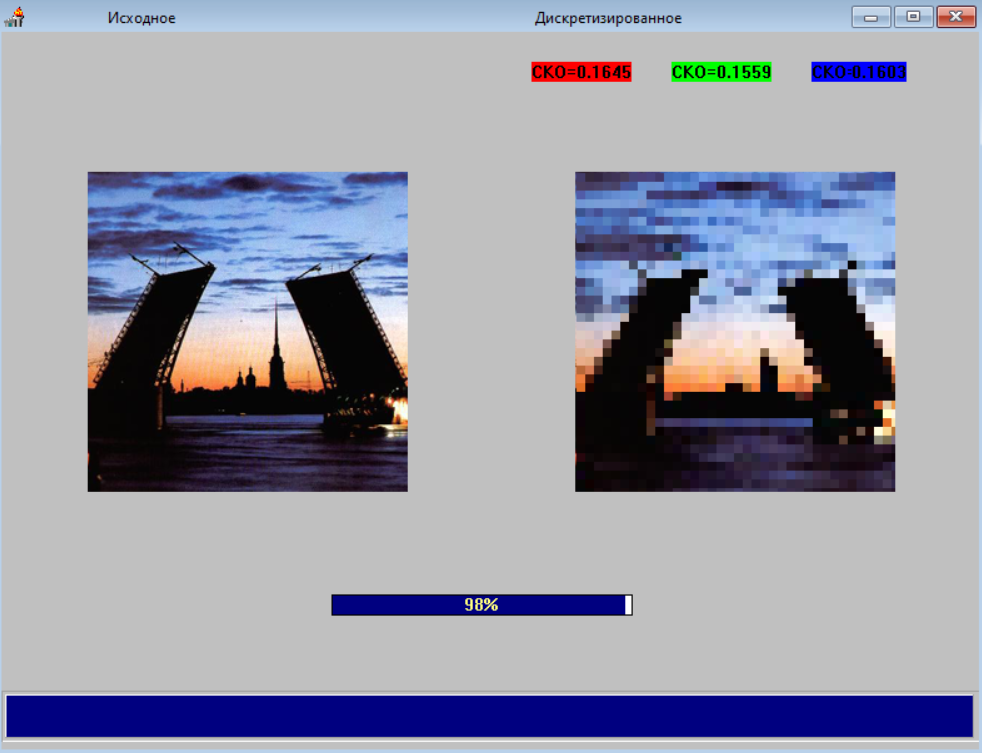 Исходное Дискретизированное
СКО=0.1645 СКО=0.1559 СКО=0.1603
98%